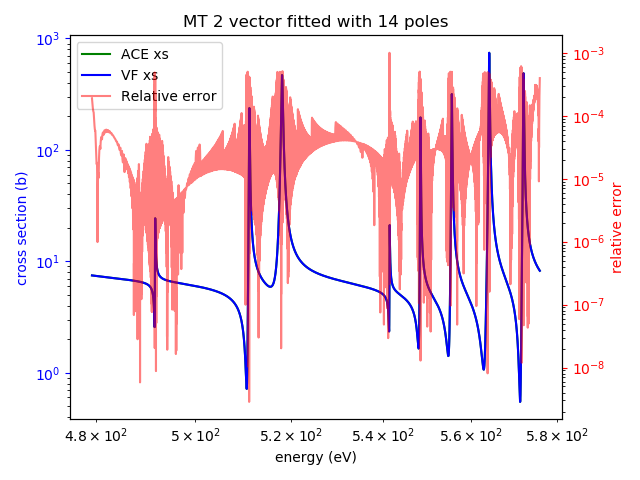 MT 2 vector fitted with 14 poles
ACE xs
VF xs
Relative error
cross section (b)
10³
10²
10¹
10⁰
relative error
10⁻³
10⁻⁴
10⁻⁵
10⁻⁶
10⁻⁷
10⁻⁸
4.8 × 10² 5 × 10² 5.2 × 10² 5.4 × 10² 5.6 × 10² 5.8 × 10²
energy (eV)